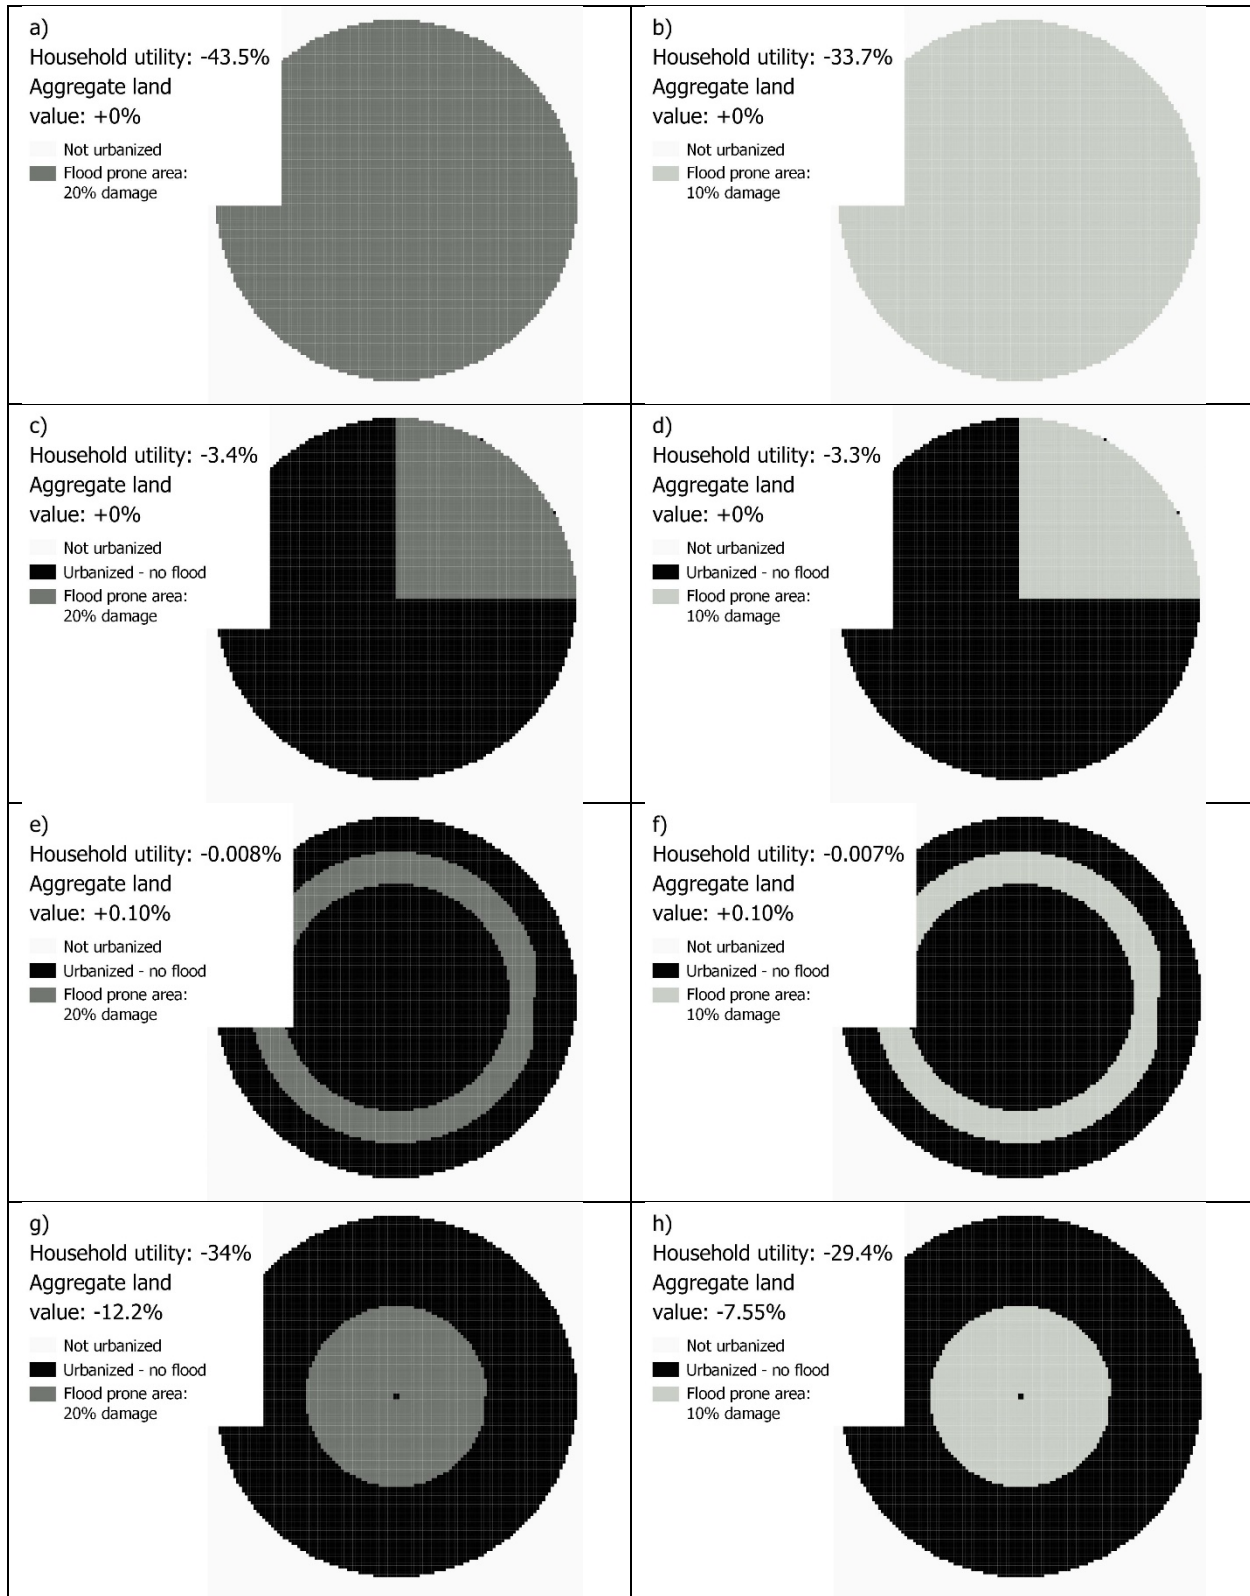 a)
Household utility: -43.5%
Aggregate land
value: +0%
Not urbanized
Flood prone area:
20% damage
b)
Household utility: -33.7%
Aggregate land
value: +0%
Not urbanized
Flood prone area:
10% damage
c)
Household utility: -3.4%
Aggregate land
value: +0%
Not urbanized
Urbanized - no flood
Flood prone area:
20% damage
d)
Household utility: -3.3%
Aggregate land
value: +0%
Not urbanized
Urbanized - no flood
Flood prone area:
10% damage
e)
Household utility: -0.008%
Aggregate land
value: +0.10%
Not urbanized
Urbanized - no flood
Flood prone area:
20% damage
f)
Household utility: -0.007%
Aggregate land
value: +0.10%
Not urbanized
Urbanized - no flood
Flood prone area:
10% damage
g)
Household utility: -34%
Aggregate land
value: -12.2%
Not urbanized
Urbanized - no flood
Flood prone area:
20% damage
h)
Household utility: -29.4%
Aggregate land
value: -7.55%
Not urbanized
Urbanized - no flood
Flood prone area:
10% damage